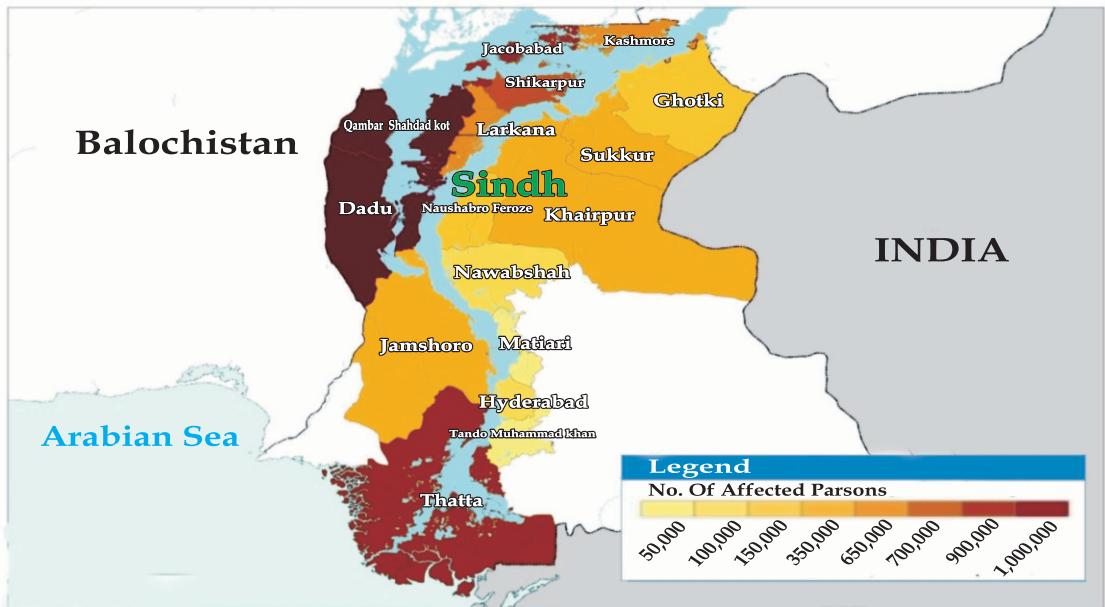 Kashmore
Jacobabad
Shikarpur
Ghotki
Qambar Shahdad kot
Larkana
Balochistan
Sukkur
Sindh
Dadu
Naushabro Feroze
Khairpur
INDIA
Nawabshah
Matiari
Jamshoro
Hyderabad
Tando Muhammad khan
Arabian Sea
Thatta
Legend
No. Of Affected Parsons
50,000
100,000
150,000
350,000
650,000
700,000
900,000
1,000,000